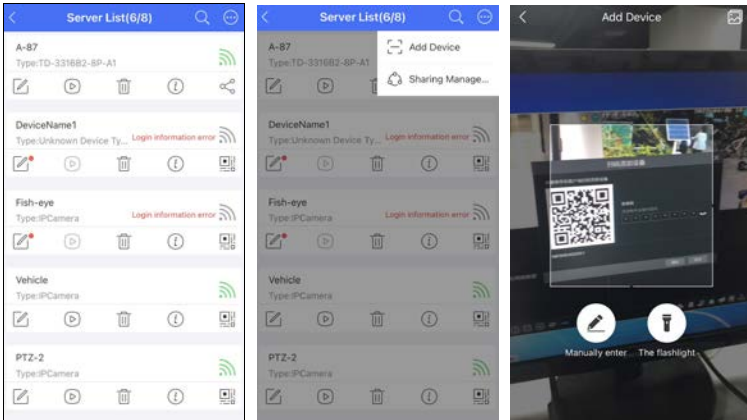 Server List(6/8)
A-87
Type:TD-3316B2-8P-A1
DeviceName1
Type:Unknown Device Ty...
Login information error
Fish-eye
Type:IPCamera
Login information error
Vehicle
Type:IPCamera
PTZ-2
Type:IPCamera
Server List(6/8)
Add Device
Sharing Manage...
A-87
Type:TD-3316B2-8P-A1
DeviceName1
Type:Unknown Device Ty...
Login information error
Fish-eye
Type:IPCamera
Login information error
Vehicle
Type:IPCamera
PTZ-2
Type:IPCamera
Add Device
Manually enter
The flashlight